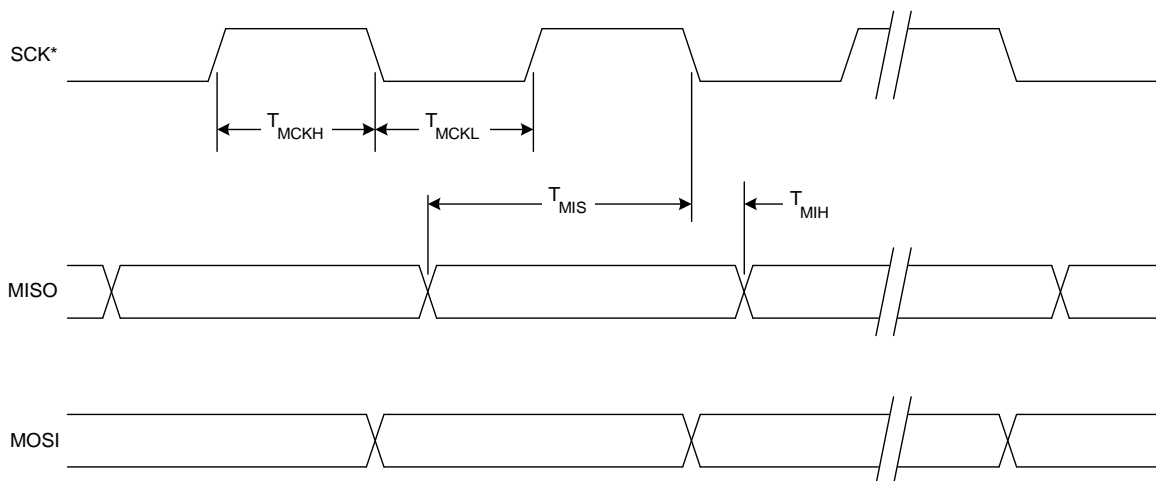 SCK*
T MCKH
T MCKL
T MIS
T MIH
MISO
MOSI